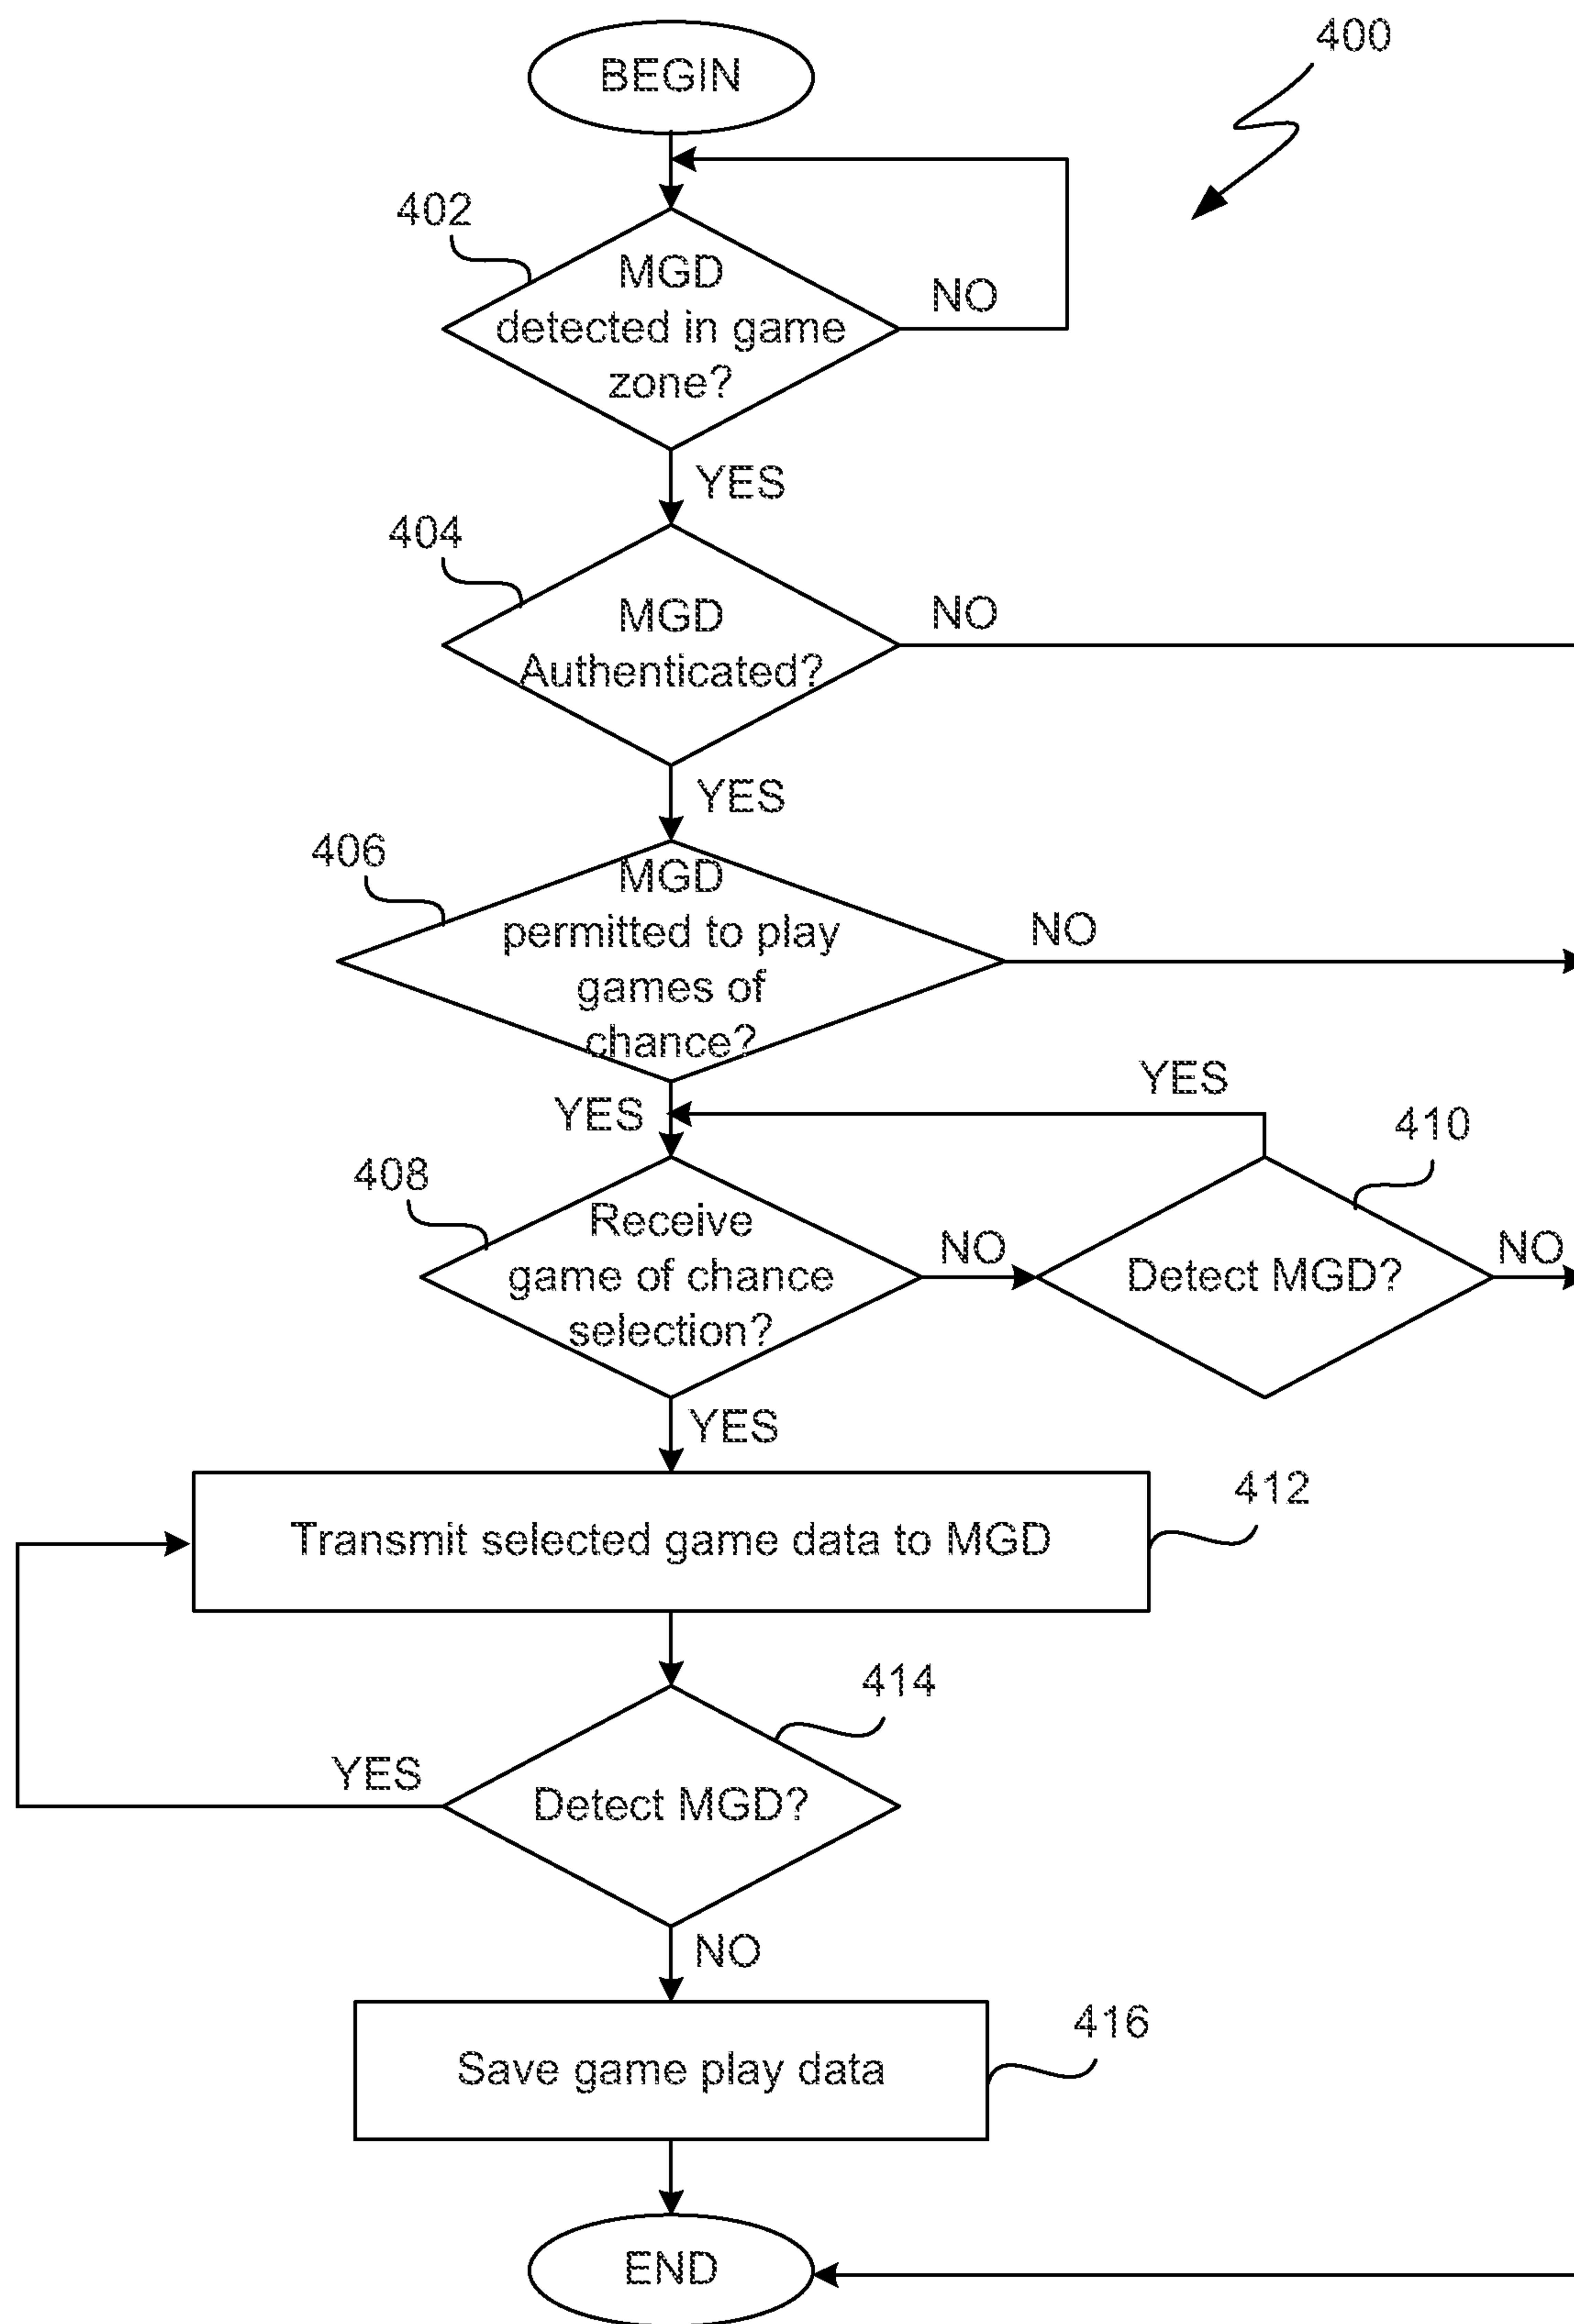 BEGIN
400
402
MGD
detected in game
zone?
NO
YES
404
MGD
Authenticated?
NO
YES
406
MGD
permitted to play
games of
chance?
NO
YES
YES
408
Receive
game of chance
selection?
NO
410
Detect MGD?
NO
YES
Transmit selected game data to MGD
412
414
Detect MGD?
YES
NO
Save game play data
416
END